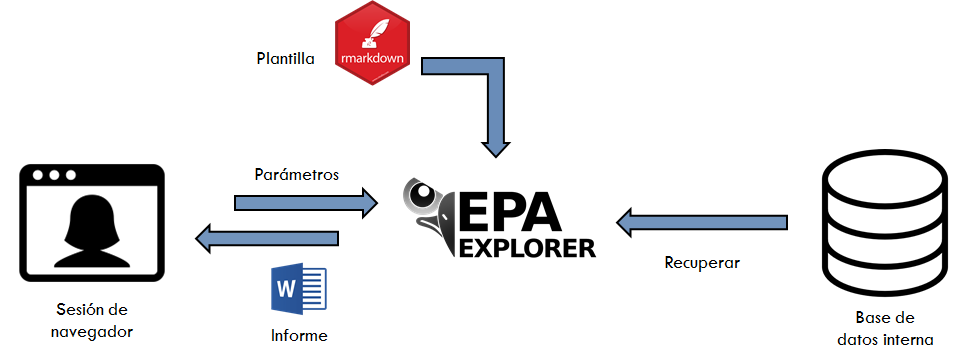 Plantilla
rmarkdown
Parámetros
EPA
EXPLORER
Recuperar
W
Sesión de
navegador
Informe
Base de
datos interna